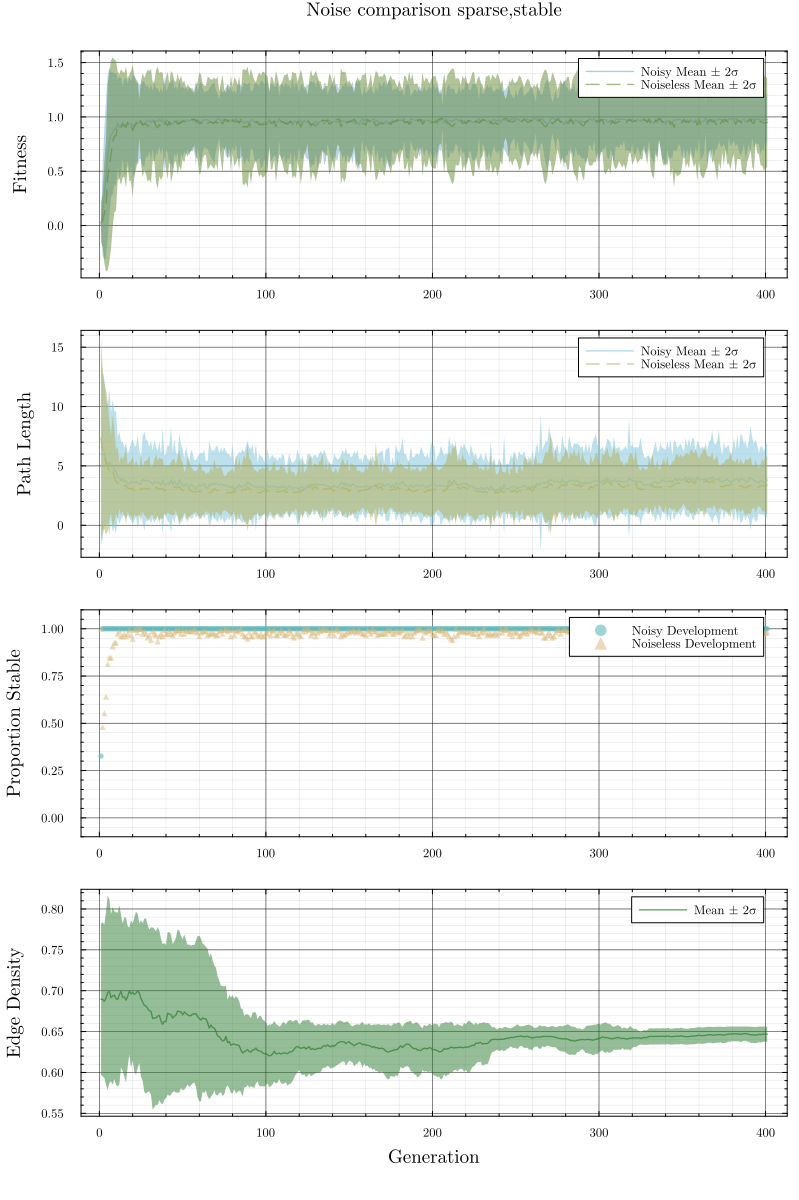 Noise comparison sparse,stable
Fitness
1.5
1.0
0.5
0.0
Noisy Mean ± 2σ
Noiseless Mean ± 2σ
0 100 200 300 400
Path Length
15
10
5
0
Noisy Mean ± 2σ
Noiseless Mean ± 2σ
0 100 200 300 400
Proportion Stable
1.00
0.75
0.50
0.25
0.00
Noisy Development
Noiseless Development
0 100 200 300 400
Edge Density
0.80
0.75
0.70
0.65
0.60
0.55
Mean ± 2σ
0 100 200 300 400
Generation